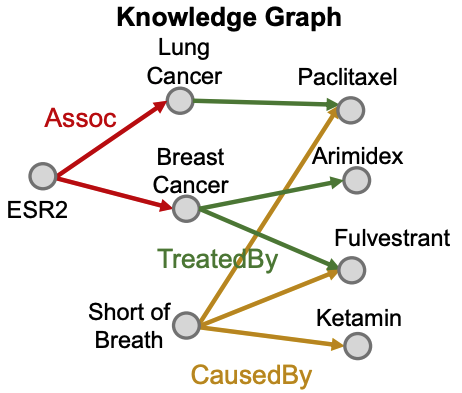 Knowledge Graph
Lung
Cancer
Paclitaxel
Assoc
Breast
Cancer
Arimidex
ESR2
TreatedBy
Fulvestrant
Short of
Breath
Ketamin
CausedBy